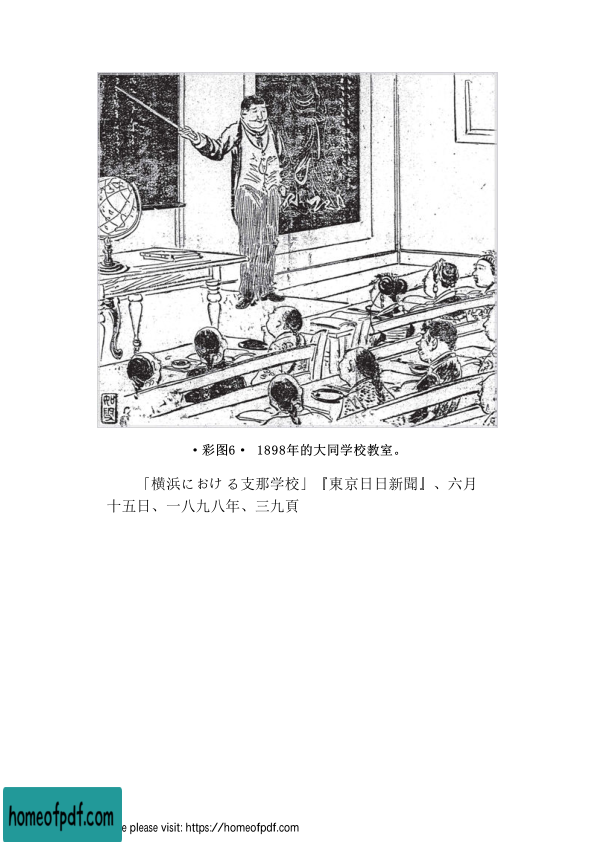 ・彩图6・ 1898年的大同学校教室。
「横浜における支那学校」『東京日日新聞』、六月
十五日、一八九八年、三九頁
homeofpdf.com
e please visit: https://homeofpdf.com